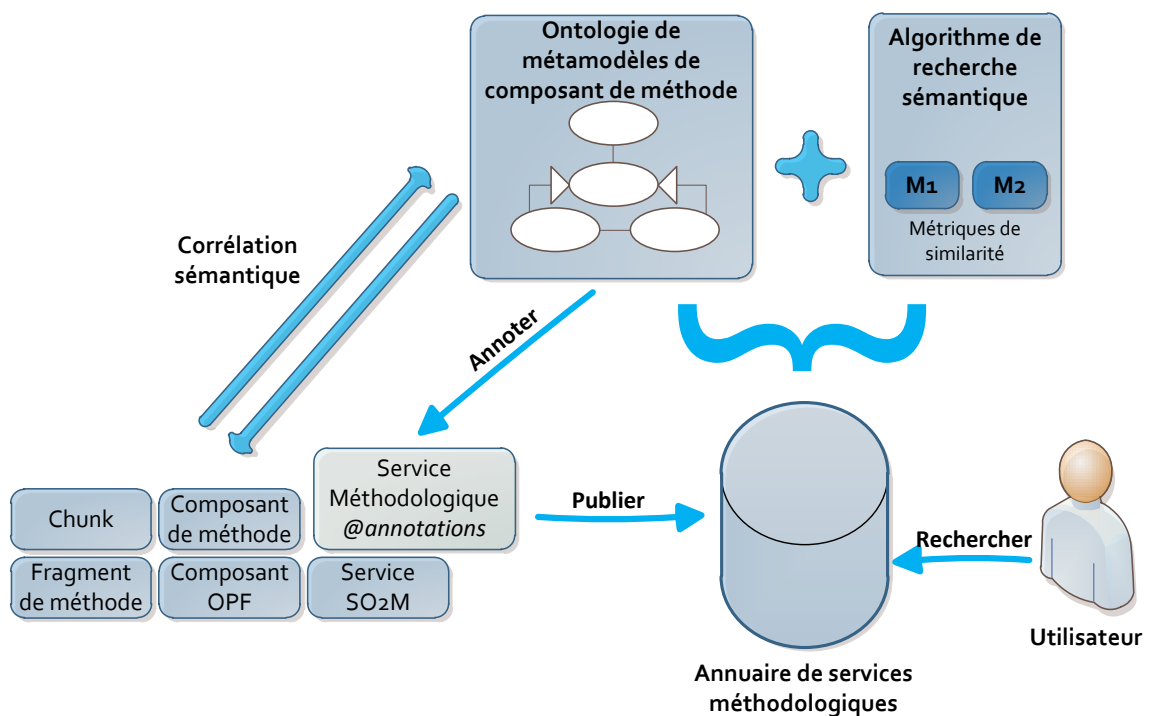 Ontologie de
métamodèles de
composant de méthode
Algorithme de
recherche
sémantique
M1
M2
Métriques de
similarité
Corrélation
sémantique
Annoter
Service
Méthodologique
@annotations
Chunk
Composant
de méthode
Fragment
de méthode
Composant
OPF
Service
SO2M
Publier
Rechercher
Utilisateur
Annuaire de services
méthodologiques